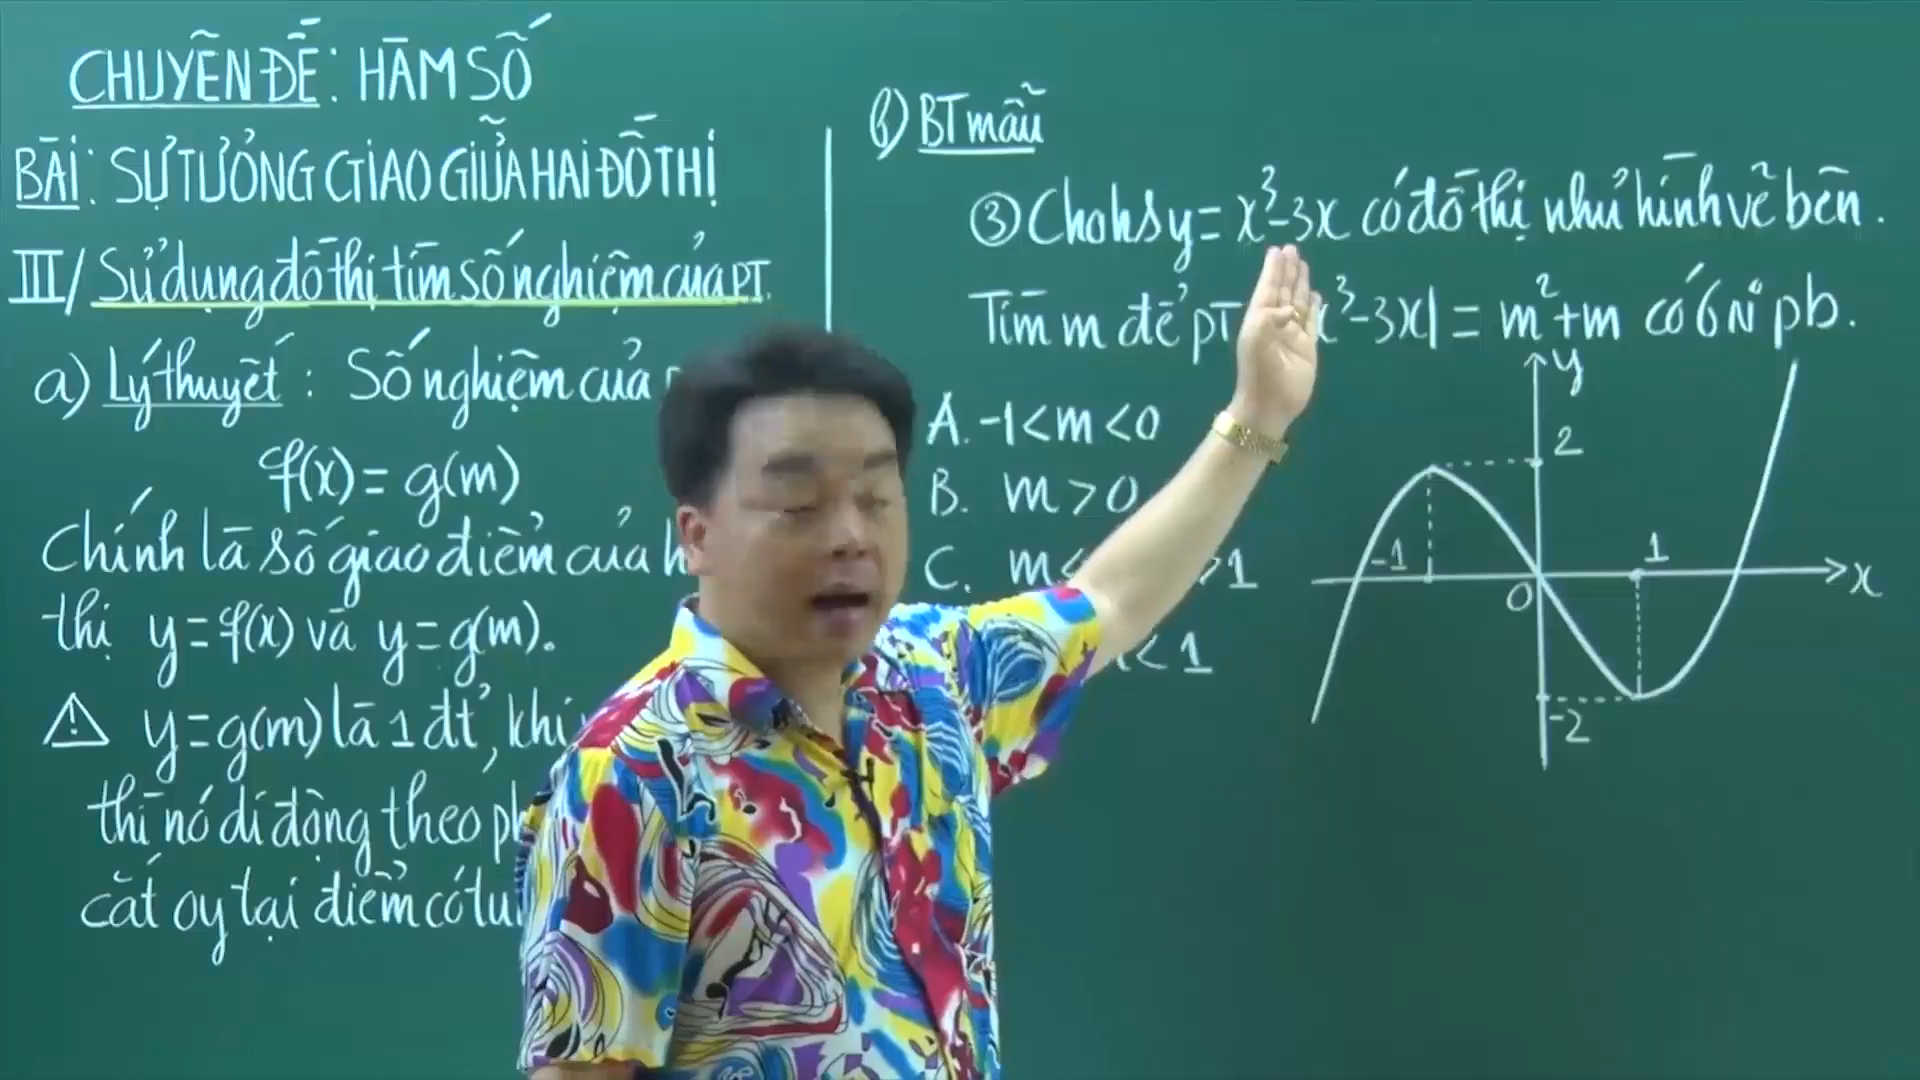 CHUYÊN ĐỀ: HÀM SỐ
BÀI: SỰ TƯƠNG GIAO GIỮA HAI ĐỒ THỊ
III/ Sử dụng đồ thị tìm số nghiệm của PT.
a) Lý thuyết: Số nghiệm của
f(x) = g(m)
Chính là số giao điểm của
thị y = f(x) và y = g(m).
⚠ y = g(m) là 1 đt, khi
thì nó di động theo
cắt oy tại điểm có
b) BT mẫu
③ Cho hs y = x³ - 3x có đồ thị như hình vẽ bên.
Tìm m để PT x³ - 3x| = m² + m có 6 No pb.
A. -1 < m < 0
B. m > 0
C. m < > 1
< 1
y
2
-1
1
0
x
-2